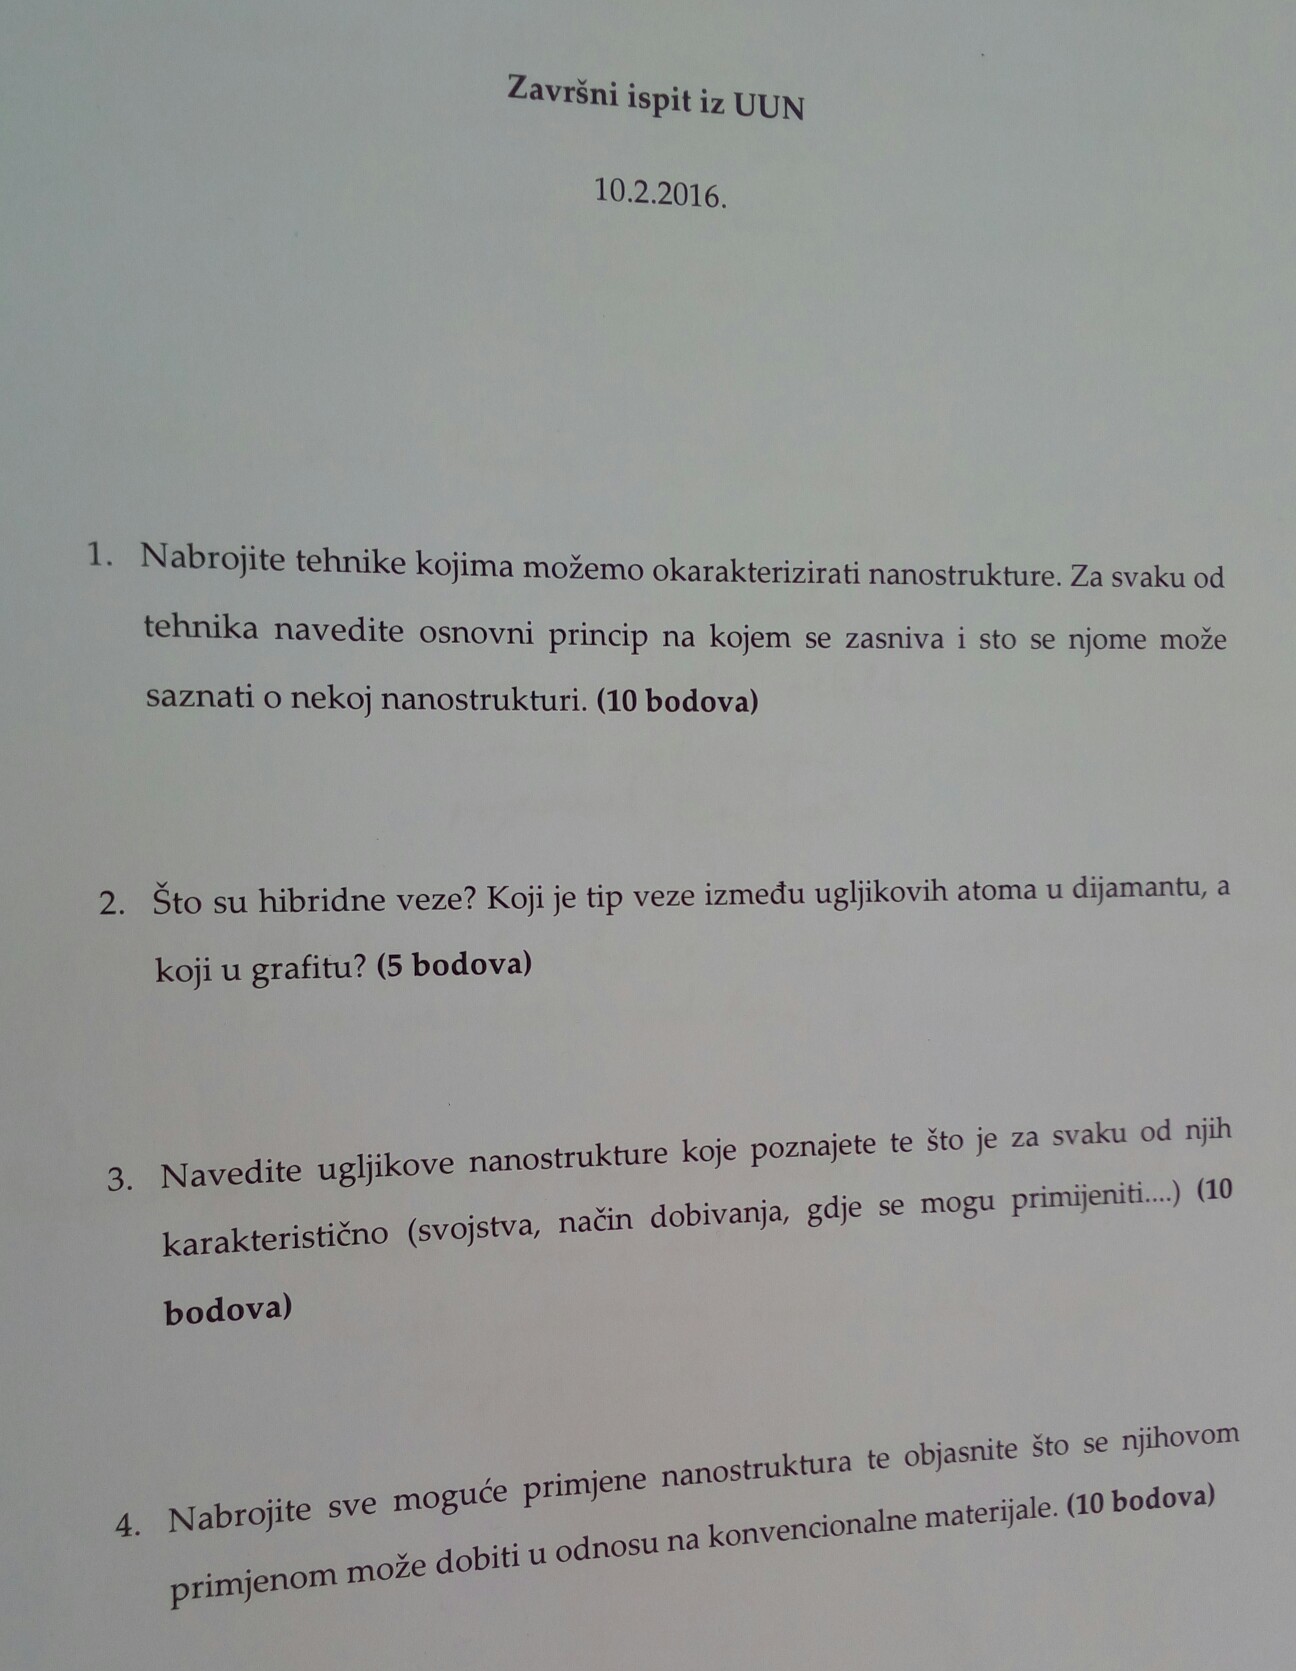 Završni ispit iz UUN
10.2.2016.
1. Nabrojite tehnike kojima možemo okarakterizirati nanostrukture. Za svaku od
tehnika navedite osnovni princip na kojem se zasniva i sto se njome može
saznati o nekoj nanostrukturi. (10 bodova)
2. Što su hibridne veze? Koji je tip veze između ugljikovih atoma u dijamantu, a
koji u grafitu? (5 bodova)
3. Navedite ugljikove nanostrukture koje poznajete te što je za svaku od njih
karakteristično (svojstva, način dobivanja, gdje se mogu primijeniti....) (10
bodova)
4. Nabrojite sve moguće primjene nanostruktura te objasnite što se njihovom
primjenom može dobiti u odnosu na konvencionalne materijale. (10 bodova)